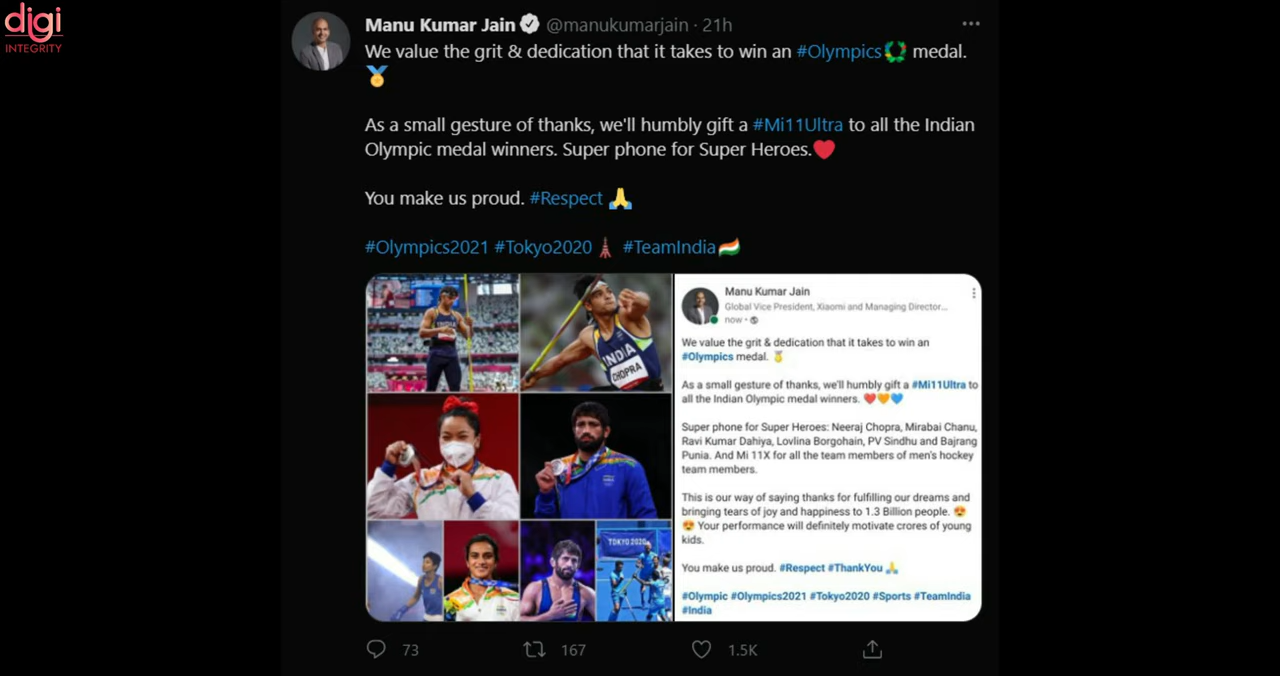 digi
INTEGRITY
Manu Kumar Jain @manukumarjain · 21h
We value the grit & dedication that it takes to win an #Olympics medal.
🏅
As a small gesture of thanks, we'll humbly gift a #Mi11Ultra to all the Indian
Olympic medal winners. Super phone for Super Heroes.❤️
You make us proud. #Respect 🙏
#Olympics2021 #Tokyo2020 🗼 #TeamIndia🇮🇳
INDIA
CHOPRA
TOKYO 2020
Manu Kumar Jain
Global Vice President, Xiaomi and Managing Director...
now •
We value the grit & dedication that it takes to win an
#Olympics medal. 🏅
As a small gesture of thanks, we'll humbly gift a #Mi11Ultra to
all the Indian Olympic medal winners. ❤️🧡💙
Super phone for Super Heroes: Neeraj Chopra, Mirabai Chanu,
Ravi Kumar Dahiya, Lovlina Borgohain, PV Sindhu and Bajrang
Punia. And Mi 11X for all the team members of men's hockey
team members.
This is our way of saying thanks for fulfilling our dreams and
bringing tears of joy and happiness to 1.3 Billion people. 😍
😍 Your performance will definitely motivate crores of young
kids.
You make us proud. #Respect #ThankYou 🙏
#Olympic #Olympics2021 #Tokyo2020 #Sports #TeamIndia
#India
73 167 1.5K